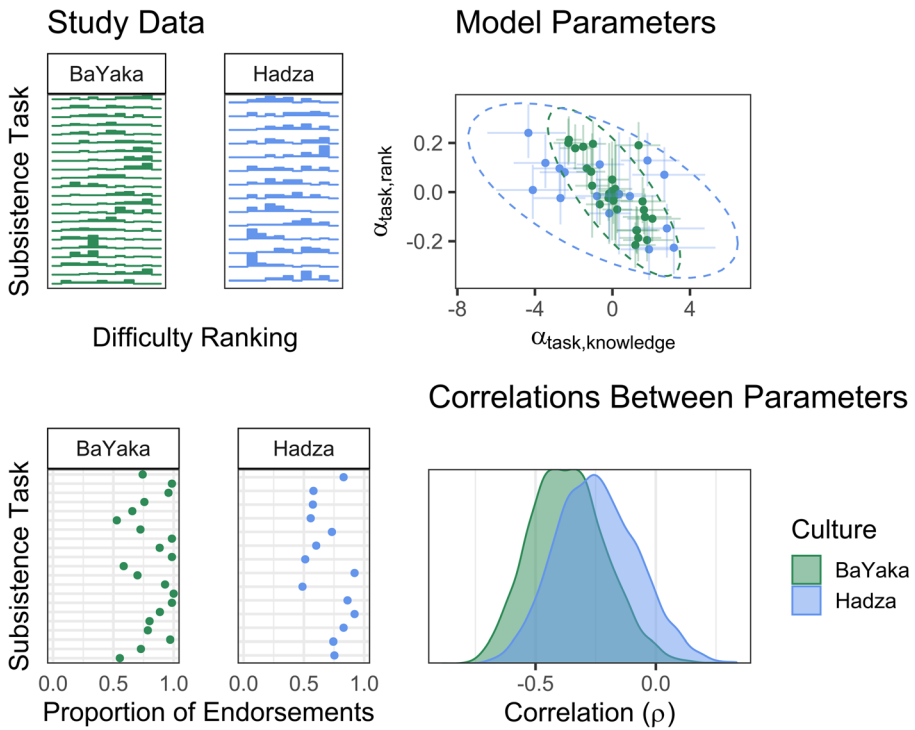 Study Data
Model Parameters
BaYaka
Hadza
Subsistence Task
Difficulty Ranking
0.2
0.0
-0.2
αtask,rank
-8 -4 0 4
αtask,knowledge
Correlations Between Parameters
BaYaka
Hadza
Subsistence Task
0.0 0.5 1.0
0.0 0.5 1.0
Proportion of Endorsements
-0.5 0.0
Correlation (ρ)
Culture
BaYaka
Hadza